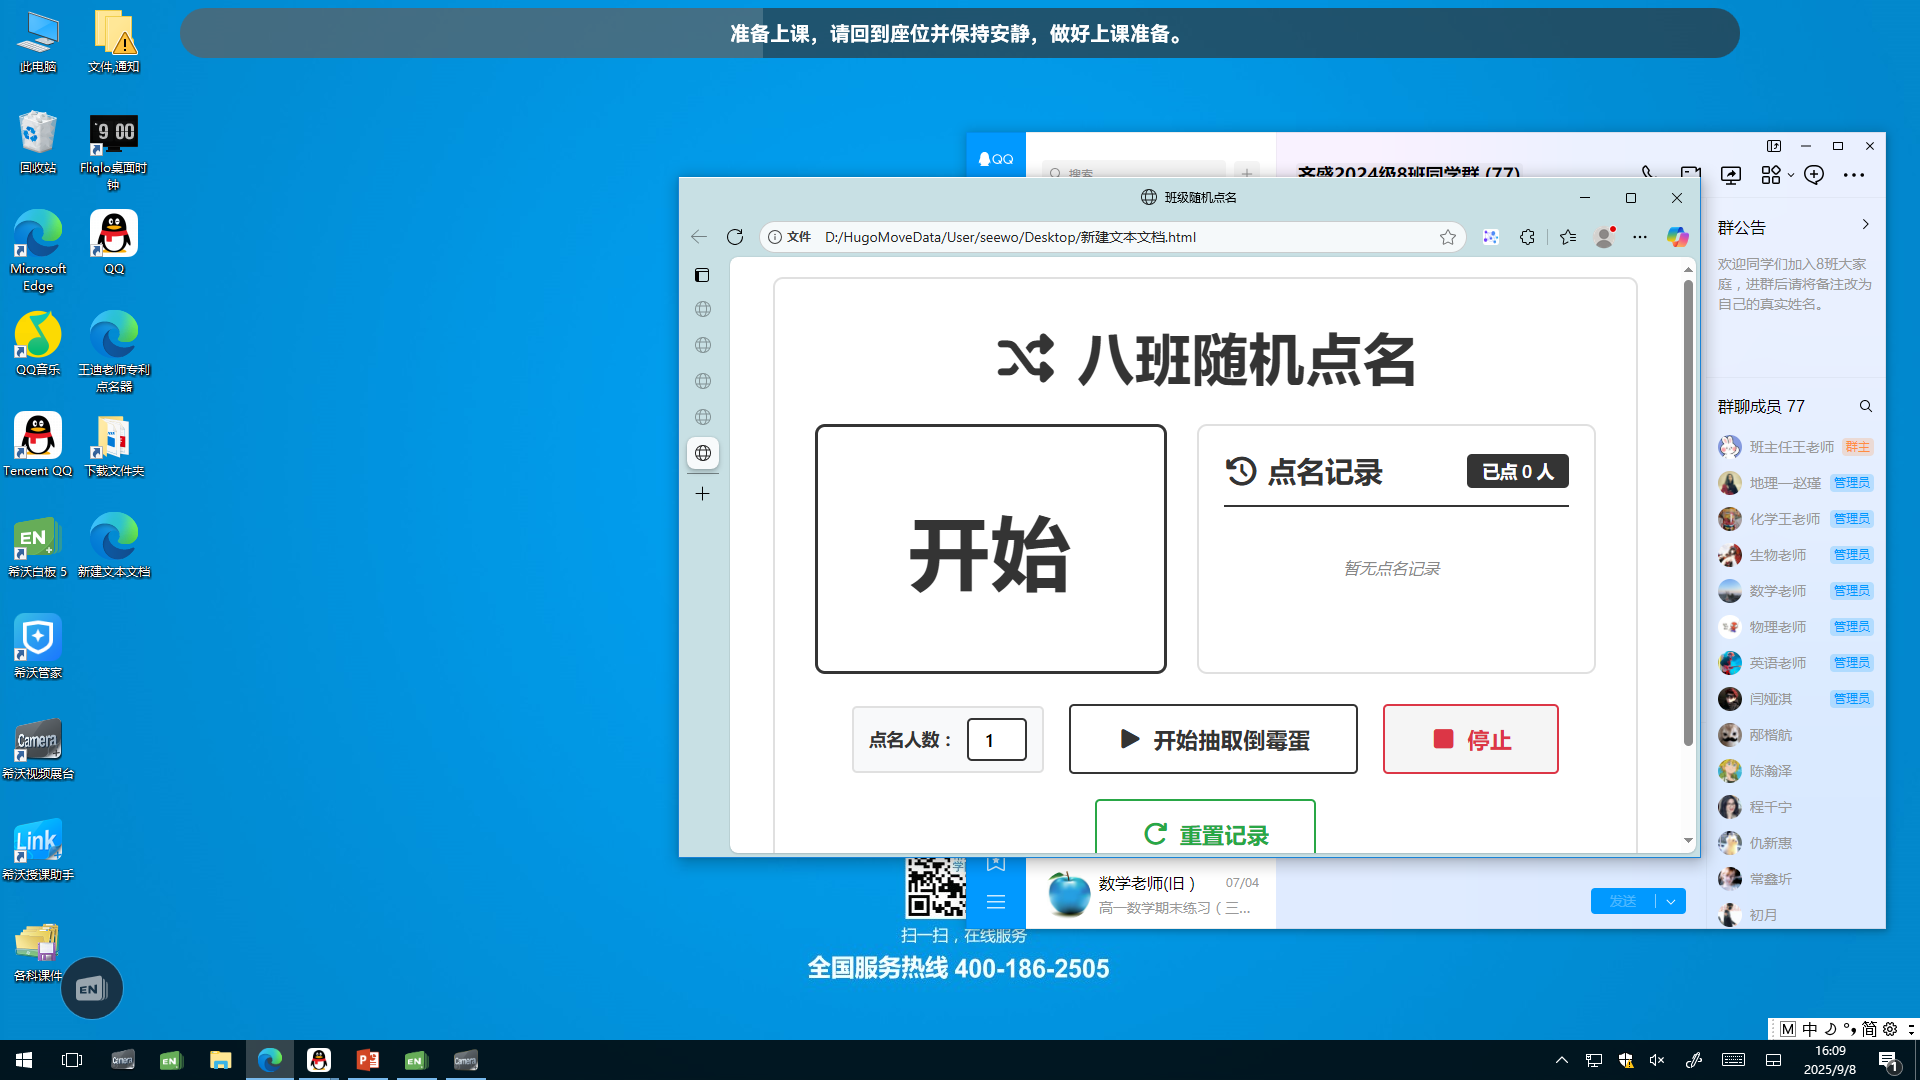 准备上课，请回到座位并保持安静，做好上课准备。
此电脑
文件,通知
回收站
9 00
Fliqlo桌面时钟
Microsoft Edge
QQ
QQ音乐
王迪老师专利点名器
Tencent QQ
下载文件夹
EN
希沃白板 5
新建文本文档
希沃管家
Camera
希沃视频展台
Link
希沃授课助手
各科课件
EN
QQ
搜索
齐盛2024级8班同学群 (77)
班级随机点名
文件
D:/HugoMoveData/User/seewo/Desktop/新建文本文档.html
八班随机点名
开始
点名记录
已点 0 人
暂无点名记录
点名人数：
1
开始抽取倒霉蛋
停止
重置记录
群公告
欢迎同学们加入8班大家
庭，进群后请将备注改为
自己的真实姓名。
群聊成员 77
班主任王老师 群主
地理—赵瑾 管理员
化学王老师 管理员
生物老师 管理员
数学老师 管理员
物理老师 管理员
英语老师 管理员
闫娅淇 管理员
邴楷航
陈瀚泽
程千宁
仇新惠
常鑫圻
初月
数学老师(旧）
07/04
高一数学期末练习（三...
发送
扫一扫，在线服务
全国服务热线 400-186-2505
M 中 简
Camera
EN
EN
Camera
16:09
2025/9/8
1